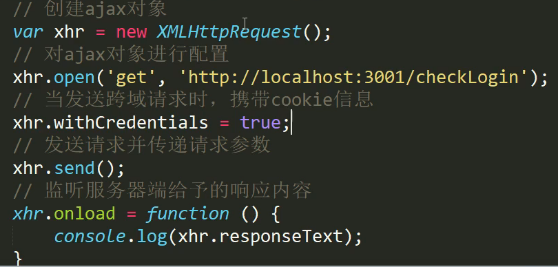 // 创建ajax对象
var xhr = new XMLHttpRequest();
// 对ajax对象进行配置
xhr.open('get', 'http://localhost:3001/checkLogin');
// 当发送跨域请求时，携带cookie信息
xhr.withCredentials = true;
// 发送请求并传递请求参数
xhr.send();
// 监听服务器端给予的响应内容
xhr.onload = function () {
    console.log(xhr.responseText);
}